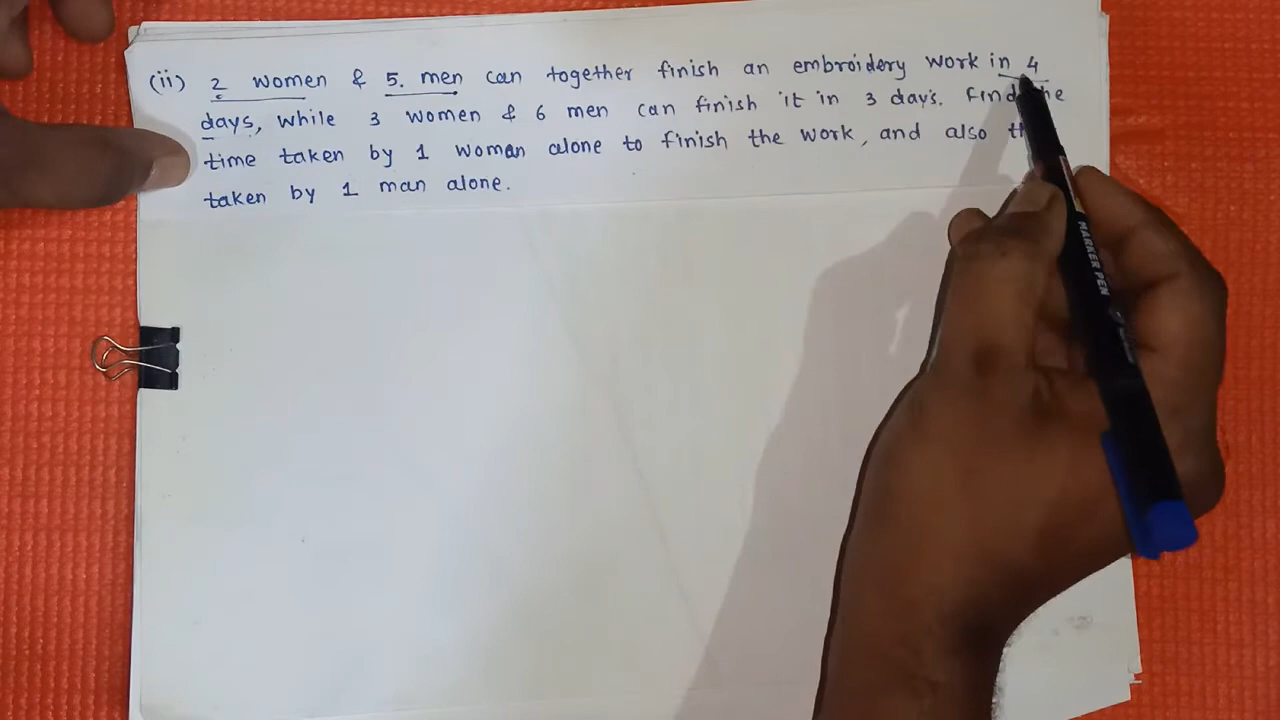 (ii) 2 women & 5. men can together finish an embroidery work in 4
days, while 3 women & 6 men can finish it in 3 days. Find
time taken by 1 woman alone to finish the work, and also
taken by 1 man alone.
MARKER PEN